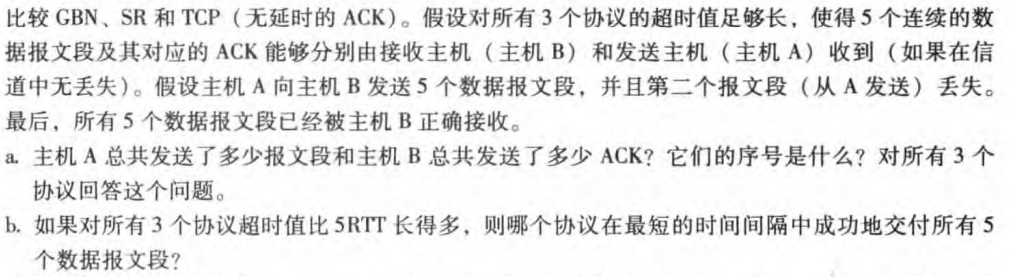 比较 GBN、SR 和 TCP（无延时的 ACK）。假设对所有 3 个协议的超时值足够长，使得 5 个连续的数
据报文段及其对应的 ACK 能够分别由接收主机（主机 B）和发送主机（主机 A）收到（如果在信
道中无丢失）。假设主机 A 向主机 B 发送 5 个数据报文段，并且第二个报文段（从 A 发送）丢失。
最后，所有 5 个数据报文段已经被主机 B 正确接收。
a. 主机 A 总共发送了多少报文段和主机 B 总共发送了多少 ACK？它们的序号是什么？对所有 3 个
协议回答这个问题。
b. 如果对所有 3 个协议超时值比 5RTT 长得多，则哪个协议在最短的时间间隔中成功地交付所有 5
个数据报文段？